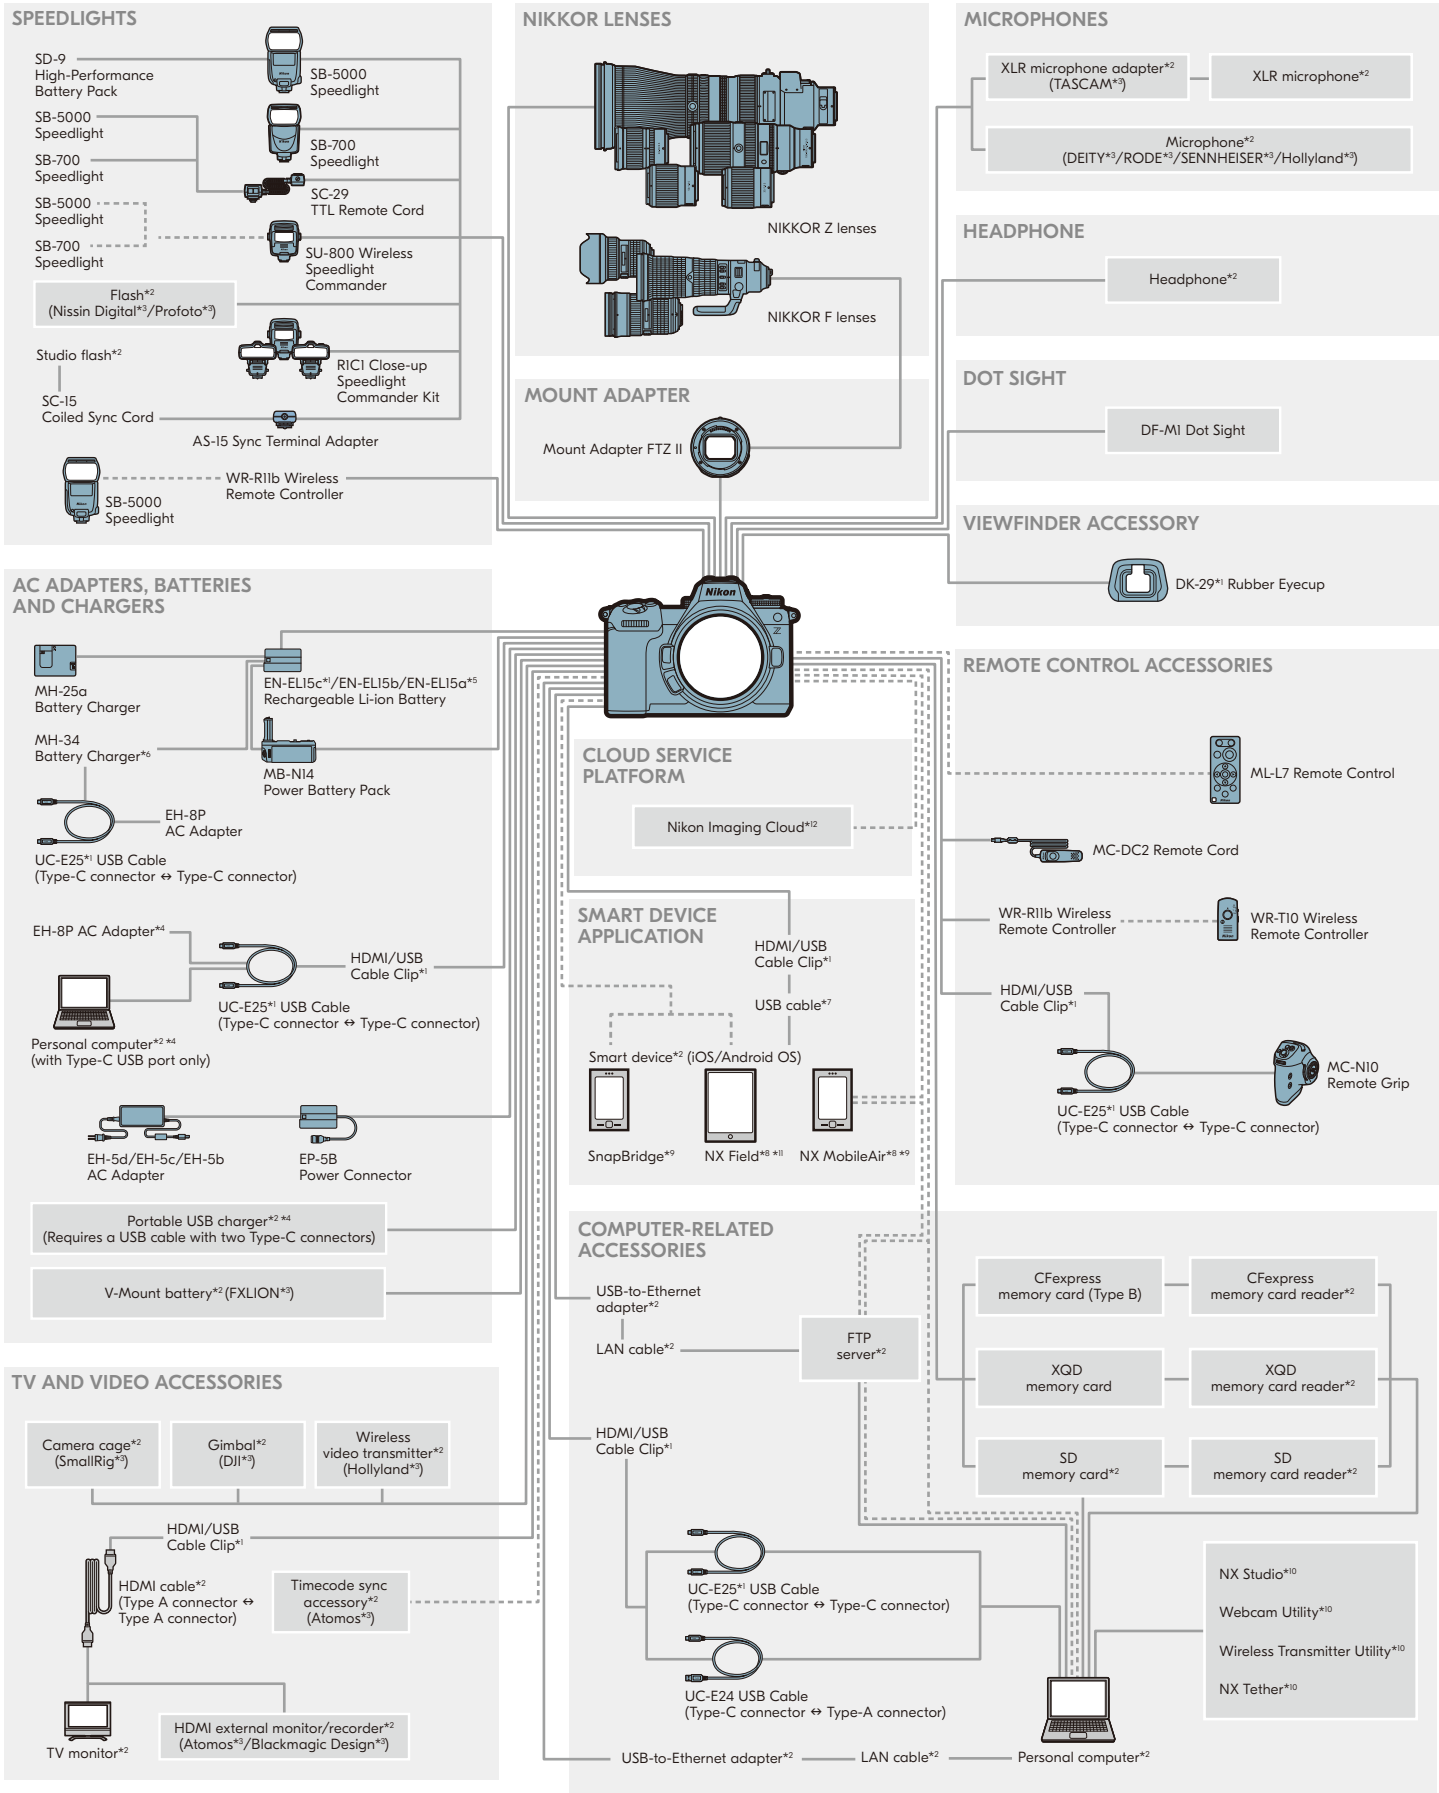 SPEEDLIGHTS
SD-9
High-Performance
Battery Pack
SB-5000
Speedlight
SB-5000
Speedlight
SB-700
Speedlight
SB-700
Speedlight
SC-29
TTL Remote Cord
SB-5000
Speedlight
SB-700
Speedlight
SU-800 Wireless
Speedlight
Commander
Flash*2
(Nissin Digital*3/Profoto*3)
Studio flash*2
R1C1 Close-up
Speedlight
Commander Kit
SC-15
Coiled Sync Cord
AS-15 Sync Terminal Adapter
WR-R11b Wireless
Remote Controller
SB-5000
Speedlight
NIKKOR LENSES
NIKKOR Z lenses
NIKKOR F lenses
MOUNT ADAPTER
Mount Adapter FTZ II
MICROPHONES
XLR microphone adapter*2
(TASCAM*3)
XLR microphone*2
Microphone*2
(DEITY*3/RODE*3/SENNHEISER*3/Hollyland*3)
HEADPHONE
Headphone*2
DOT SIGHT
DF-M1 Dot Sight
VIEWFINDER ACCESSORY
DK-29*1 Rubber Eyecup
Nikon
Z
AC ADAPTERS, BATTERIES
AND CHARGERS
MH-25a
Battery Charger
EN-EL15c*1/EN-EL15b/EN-EL15a*5
Rechargeable Li-ion Battery
MH-34
Battery Charger*6
MB-N14
Power Battery Pack
EH-8P
AC Adapter
UC-E25*1 USB Cable
(Type-C connector ↔ Type-C connector)
EH-8P AC Adapter*4
HDMI/USB
Cable Clip*1
UC-E25*1 USB Cable
(Type-C connector ↔ Type-C connector)
Personal computer*2 *4
(with Type-C USB port only)
EH-5d/EH-5c/EH-5b
AC Adapter
EP-5B
Power Connector
Portable USB charger*2 *4
(Requires a USB cable with two Type-C connectors)
V-Mount battery*2 (FXLION*3)
CLOUD SERVICE
PLATFORM
Nikon Imaging Cloud*12
SMART DEVICE
APPLICATION
HDMI/USB
Cable Clip*1
USB cable*7
Smart device*2 (iOS/Android OS)
SnapBridge*9
NX Field*8 *11
NX MobileAir*8 *9
REMOTE CONTROL ACCESSORIES
ML-L7 Remote Control
MC-DC2 Remote Cord
WR-R11b Wireless
Remote Controller
WR-T10 Wireless
Remote Controller
HDMI/USB
Cable Clip*1
MC-N10
Remote Grip
UC-E25*1 USB Cable
(Type-C connector ↔ Type-C connector)
TV AND VIDEO ACCESSORIES
Camera cage*2
(SmallRig*3)
Gimbal*2
(DJI*3)
Wireless
video transmitter*2
(Hollyland*3)
HDMI/USB
Cable Clip*1
HDMI cable*2
(Type A connector ↔
Type A connector)
Timecode sync
accessory*2
(Atomos*3)
TV monitor*2
HDMI external monitor/recorder*2
(Atomos*3/Blackmagic Design*3)
COMPUTER-RELATED
ACCESSORIES
USB-to-Ethernet
adapter*2
LAN cable*2
FTP
server*2
CFexpress
memory card (Type B)
CFexpress
memory card reader*2
XQD
memory card
XQD
memory card reader*2
SD
memory card*2
SD
memory card reader*2
HDMI/USB
Cable Clip*1
UC-E25*1 USB Cable
(Type-C connector ↔ Type-C connector)
UC-E24 USB Cable
(Type-C connector ↔ Type-A connector)
NX Studio*10
Webcam Utility*10
Wireless Transmitter Utility*10
NX Tether*10
USB-to-Ethernet adapter*2
LAN cable*2
Personal computer*2